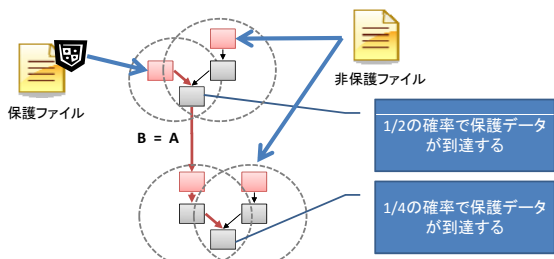 保護ファイル
非保護ファイル
B = A
1/2の確率で保護データ
が到達する
1/4の確率で保護データ
が到達する